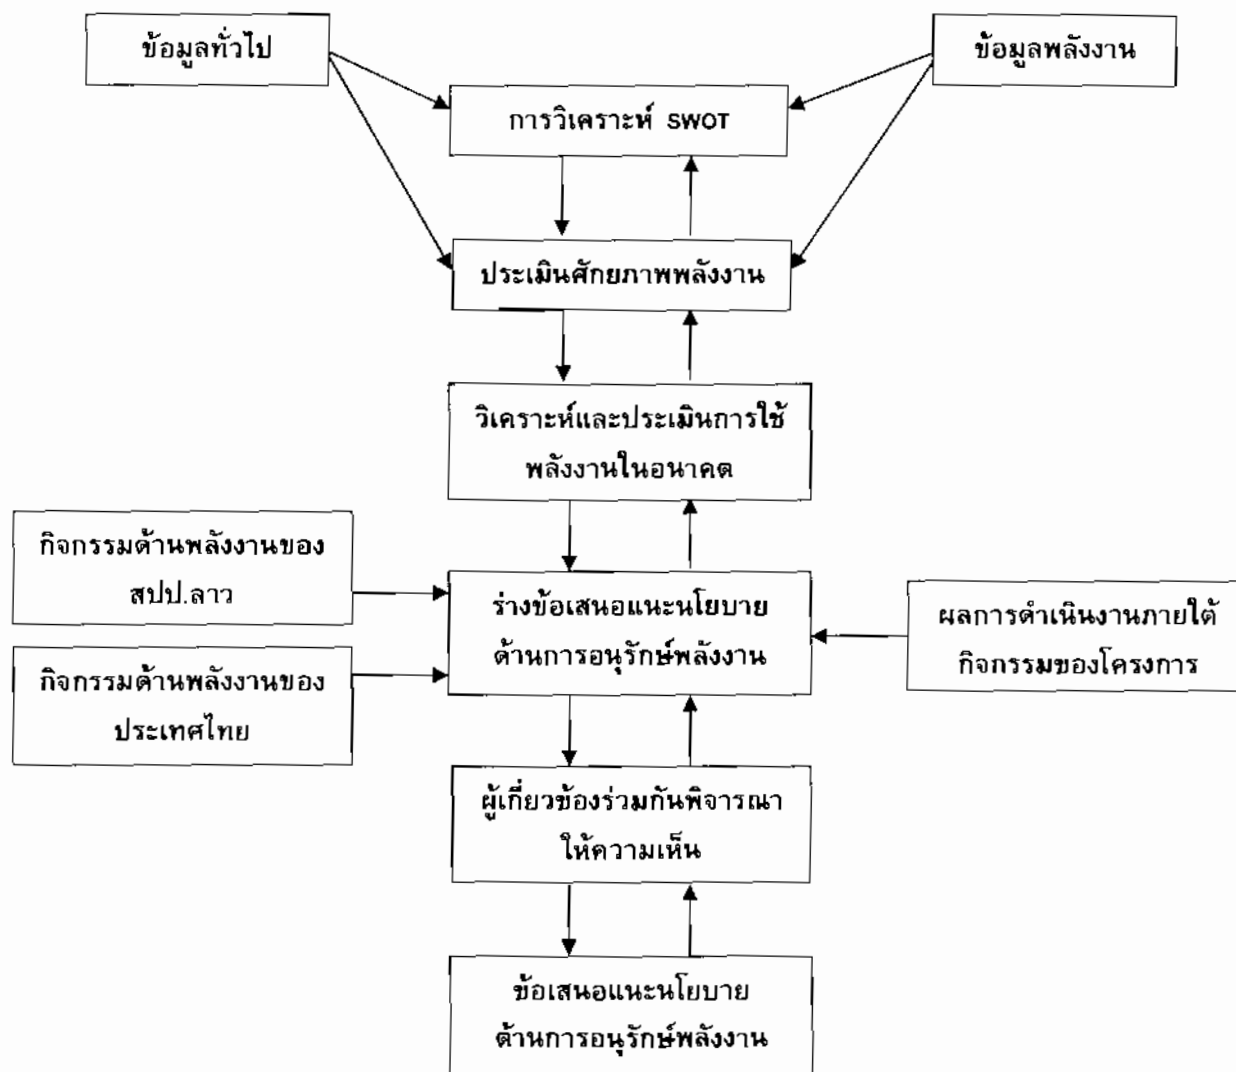 ข้อมูลทั่วไป
ข้อมูลพลังงาน
การวิเคราะห์ SWOT
ประเมินศักยภาพพลังงาน
วิเคราะห์และประเมินการใช้
พลังงานในอนาคต
กิจกรรมด้านพลังงานของ
สปป.ลาว
ร่างข้อเสนอแนะนโยบาย
ด้านการอนุรักษ์พลังงาน
ผลการดำเนินงานภายใต้
กิจกรรมของโครงการ
กิจกรรมด้านพลังงานของ
ประเทศไทย
ผู้เกี่ยวข้องร่วมกันพิจารณา
ให้ความเห็น
ข้อเสนอแนะนโยบาย
ด้านการอนุรักษ์พลังงาน